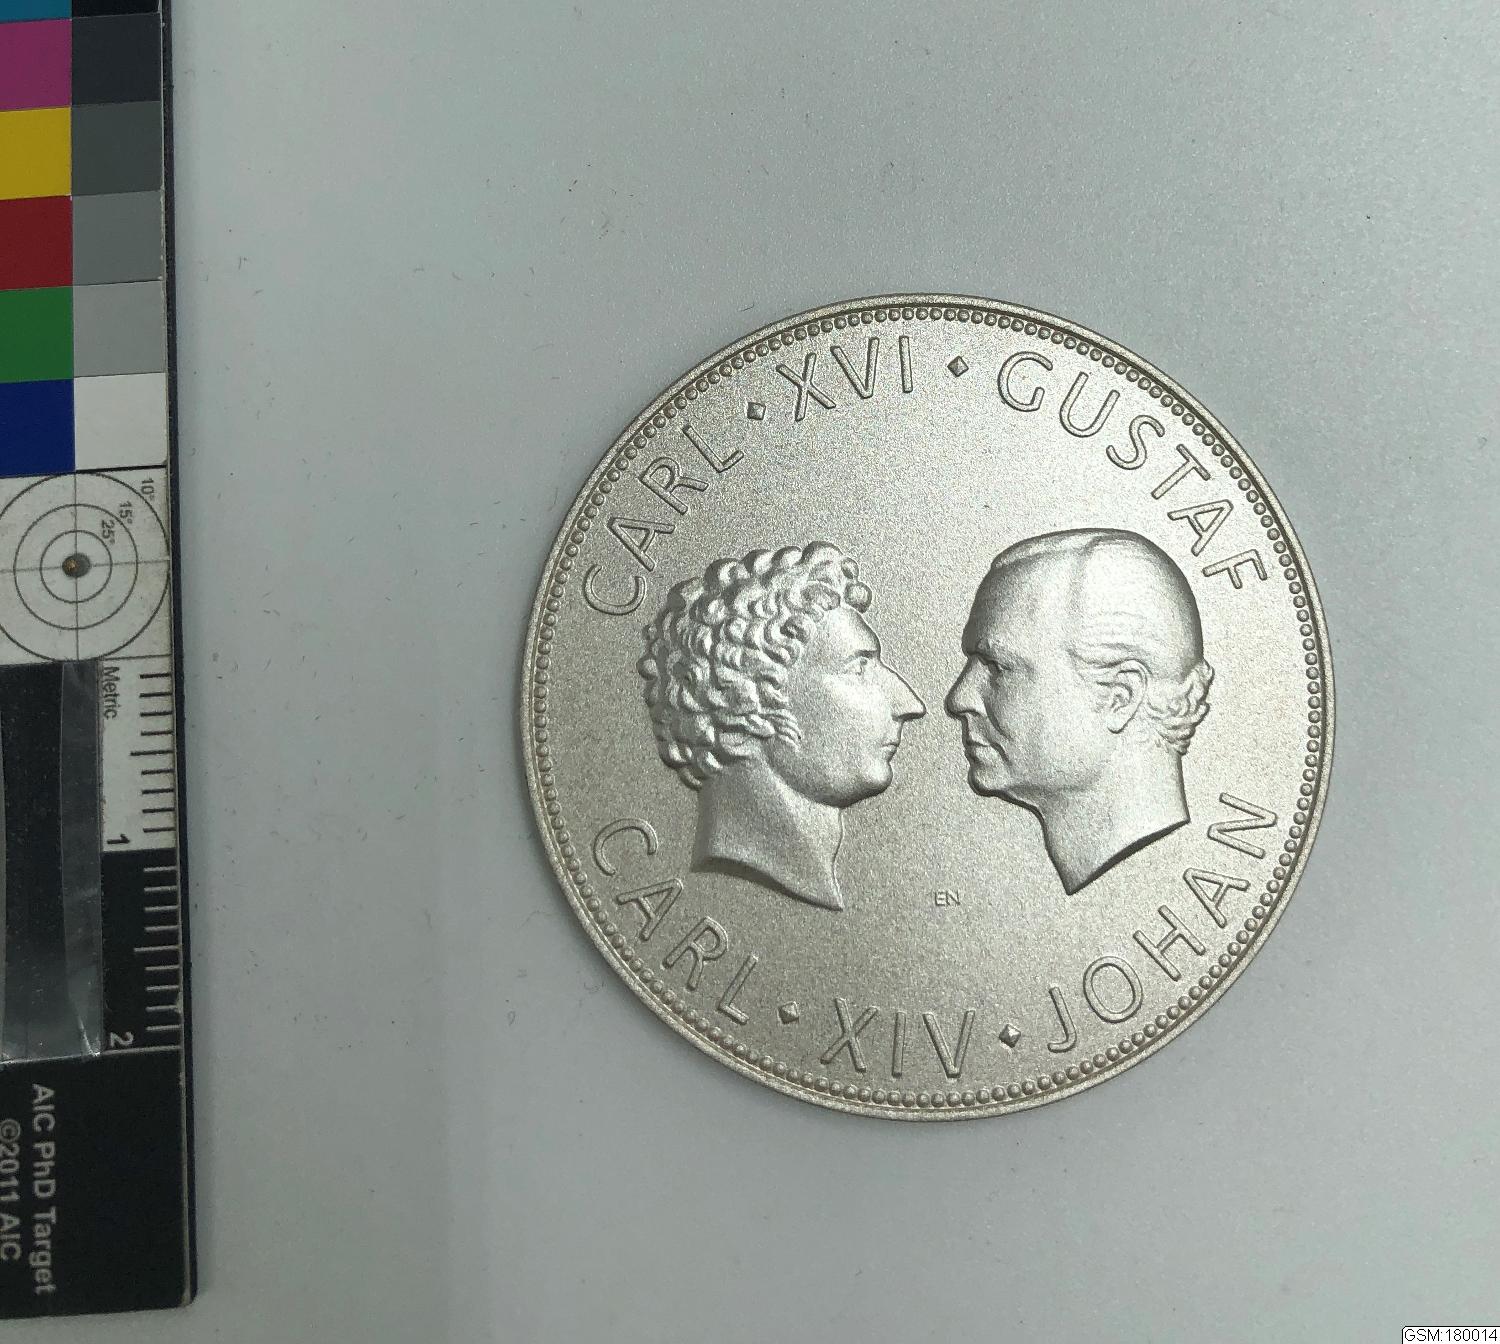 CARL · XVI · GUSTAF
CARL · XIV · JOHAN
EN
10°
15°
25°
Metric
1
2
AIC PhD Target
©2011 AIC
GSM:180014